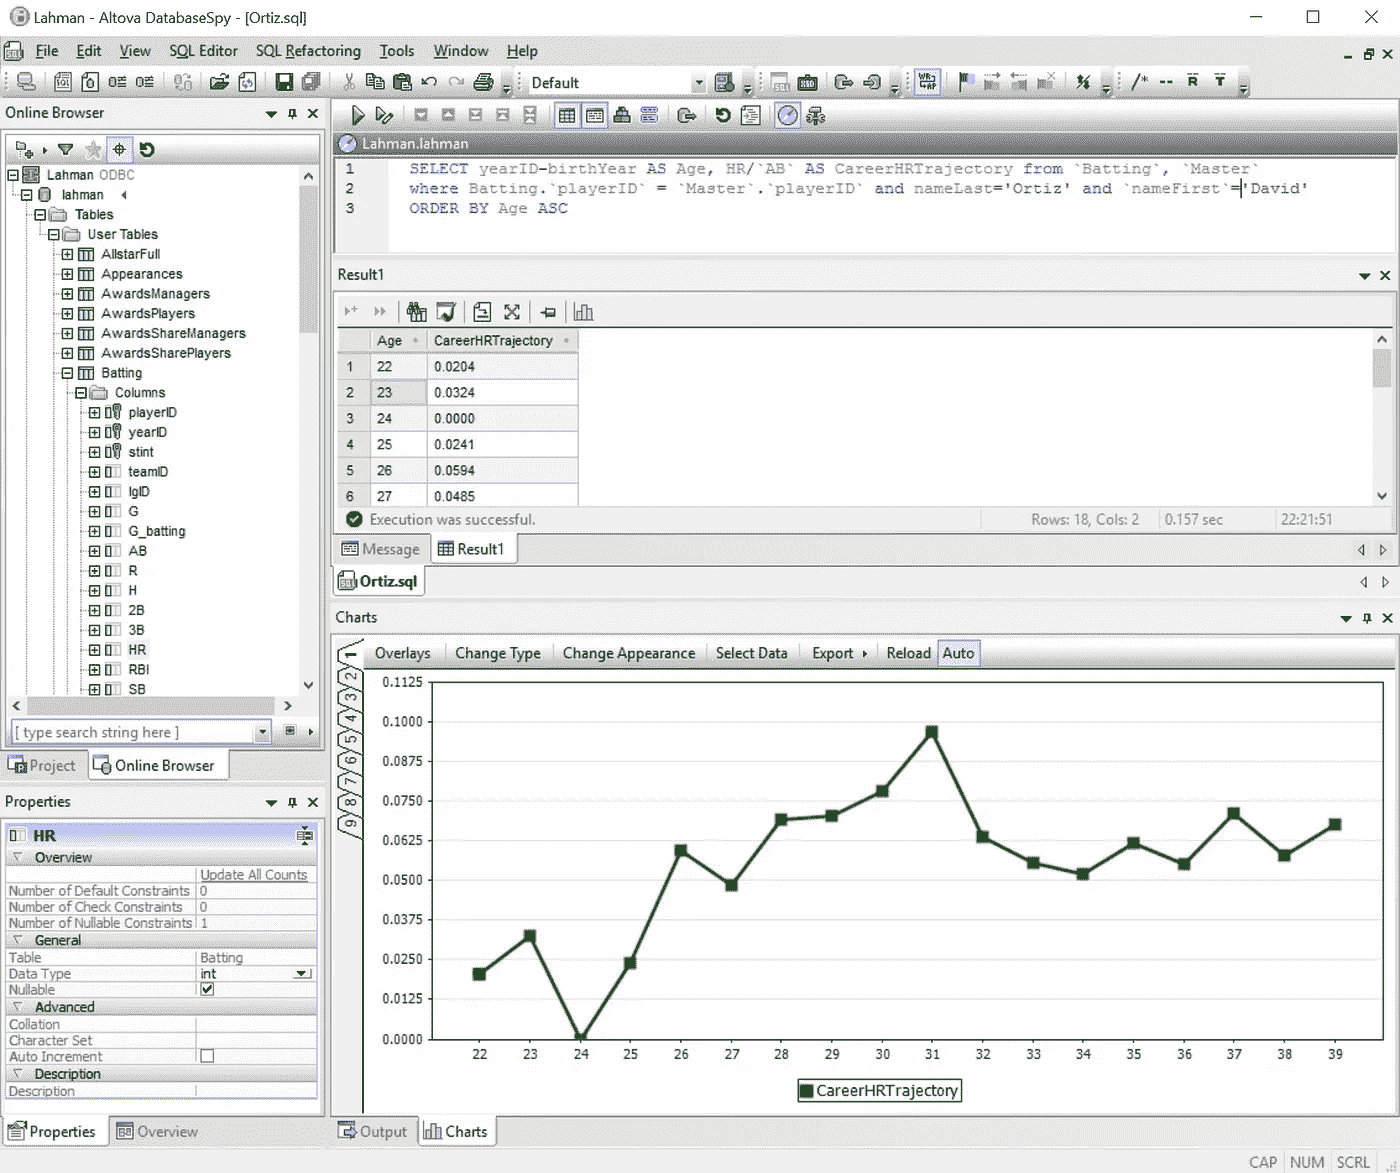 Lahman - Altova DatabaseSpy - [Ortiz.sql]
File Edit View SQL Editor SQL Refactoring Tools Window Help
Default
Online Browser
Lahman ODBC
lahman
Tables
User Tables
AllstarFull
Appearances
AwardsManagers
AwardsPlayers
AwardsShareManagers
AwardsSharePlayers
Batting
Columns
playerID
yearID
stint
teamID
lgID
G
G_batting
AB
R
H
2B
3B
HR
RBI
SB
[ type search string here ]
Project Online Browser
Properties
HR
Overview
Update All Counts
Number of Default Constraints 0
Number of Check Constraints 0
Number of Nullable Constraints 1
General
Table Batting
Data Type int
Nullable
Advanced
Collation
Character Set
Auto Increment
Description
Description
Properties Overview
Lahman.lahman
1 SELECT yearID-birthYear AS Age, HR/`AB` AS CareerHRTrajectory from `Batting`, `Master`
2 where Batting.`playerID` = `Master`.`playerID` and nameLast='Ortiz' and `nameFirst`='David'
3 ORDER BY Age ASC
Result1
Age CareerHRTrajectory
1 22 0.0204
2 23 0.0324
3 24 0.0000
4 25 0.0241
5 26 0.0594
6 27 0.0485
Execution was successful. Rows: 18, Cols: 2 0.157 sec 22:21:51
Message Result1
Ortiz.sql
Charts
Overlays Change Type Change Appearance Select Data Export Reload Auto
1
2
3
4
5
6
7
8
9
0.1125
0.1000
0.0875
0.0750
0.0625
0.0500
0.0375
0.0250
0.0125
0.0000
22 23 24 25 26 27 28 29 30 31 32 33 34 35 36 37 38 39
CareerHRTrajectory
Output Charts
CAP NUM SCRL